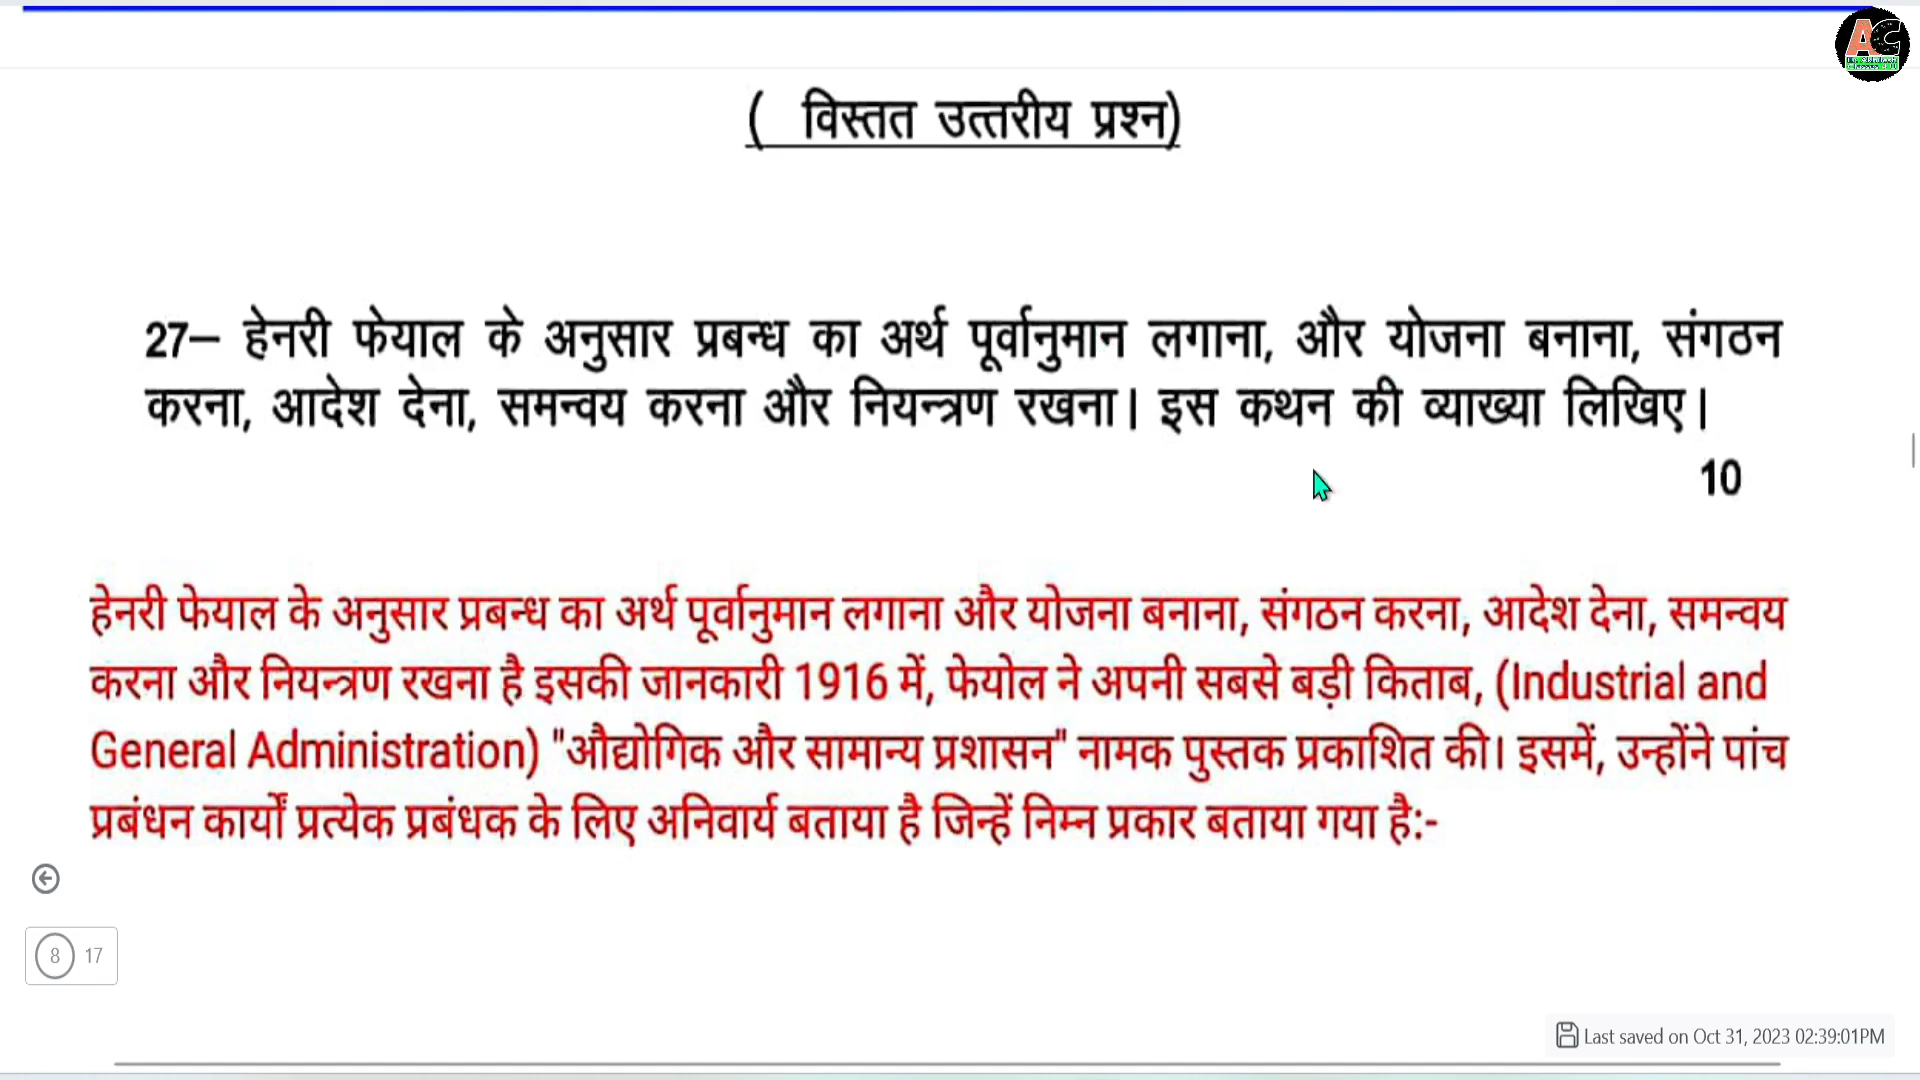 AC
( विस्तत उत्तरीय प्रश्न)
27– हेनरी फेयाल के अनुसार प्रबन्ध का अर्थ पूर्वानुमान लगाना, और योजना बनाना, संगठन
करना, आदेश देना, समन्वय करना और नियन्त्रण रखना। इस कथन की व्याख्या लिखिए।
10
हेनरी फेयाल के अनुसार प्रबन्ध का अर्थ पूर्वानुमान लगाना और योजना बनाना, संगठन करना, आदेश देना, समन्वय
करना और नियन्त्रण रखना है इसकी जानकारी 1916 में, फेयोल ने अपनी सबसे बड़ी किताब, (Industrial and
General Administration) "औद्योगिक और सामान्य प्रशासन" नामक पुस्तक प्रकाशित की। इसमें, उन्होंने पांच
प्रबंधन कार्यों प्रत्येक प्रबंधक के लिए अनिवार्य बताया है जिन्हें निम्न प्रकार बताया गया है:-
8 17
Last saved on Oct 31, 2023 02:39:01PM